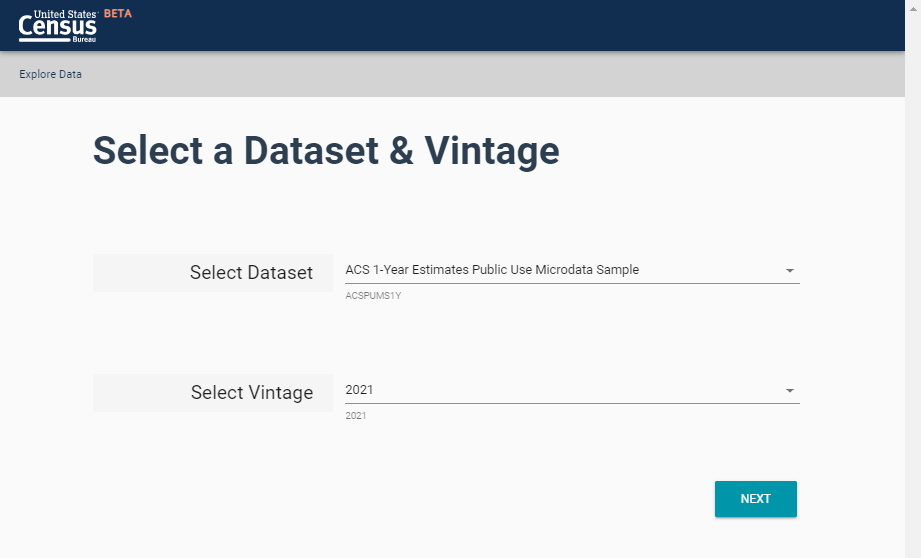 United States
Census
Bureau
BETA
Explore Data
Select a Dataset & Vintage
Select Dataset
ACS 1-Year Estimates Public Use Microdata Sample
ACSPUMS1Y
Select Vintage
2021
2021
NEXT